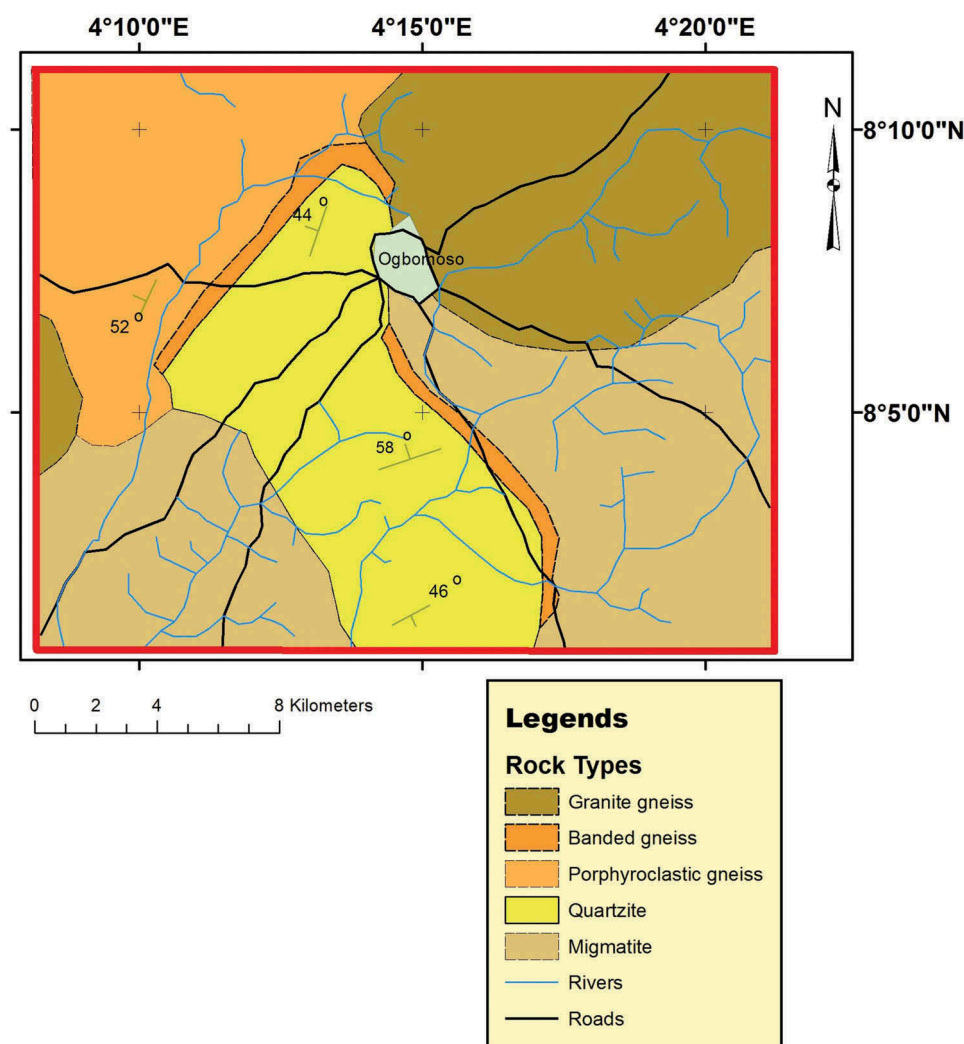 4°10'0"E 4°15'0"E 4°20'0"E
N
8°10'0"N
44 o
Ogbomoso
52 o
8°5'0"N
58 o
46 o
0 2 4 8 Kilometers
Legends
Rock Types
Granite gneiss
Banded gneiss
Porphyroclastic gneiss
Quartzite
Migmatite
Rivers
Roads